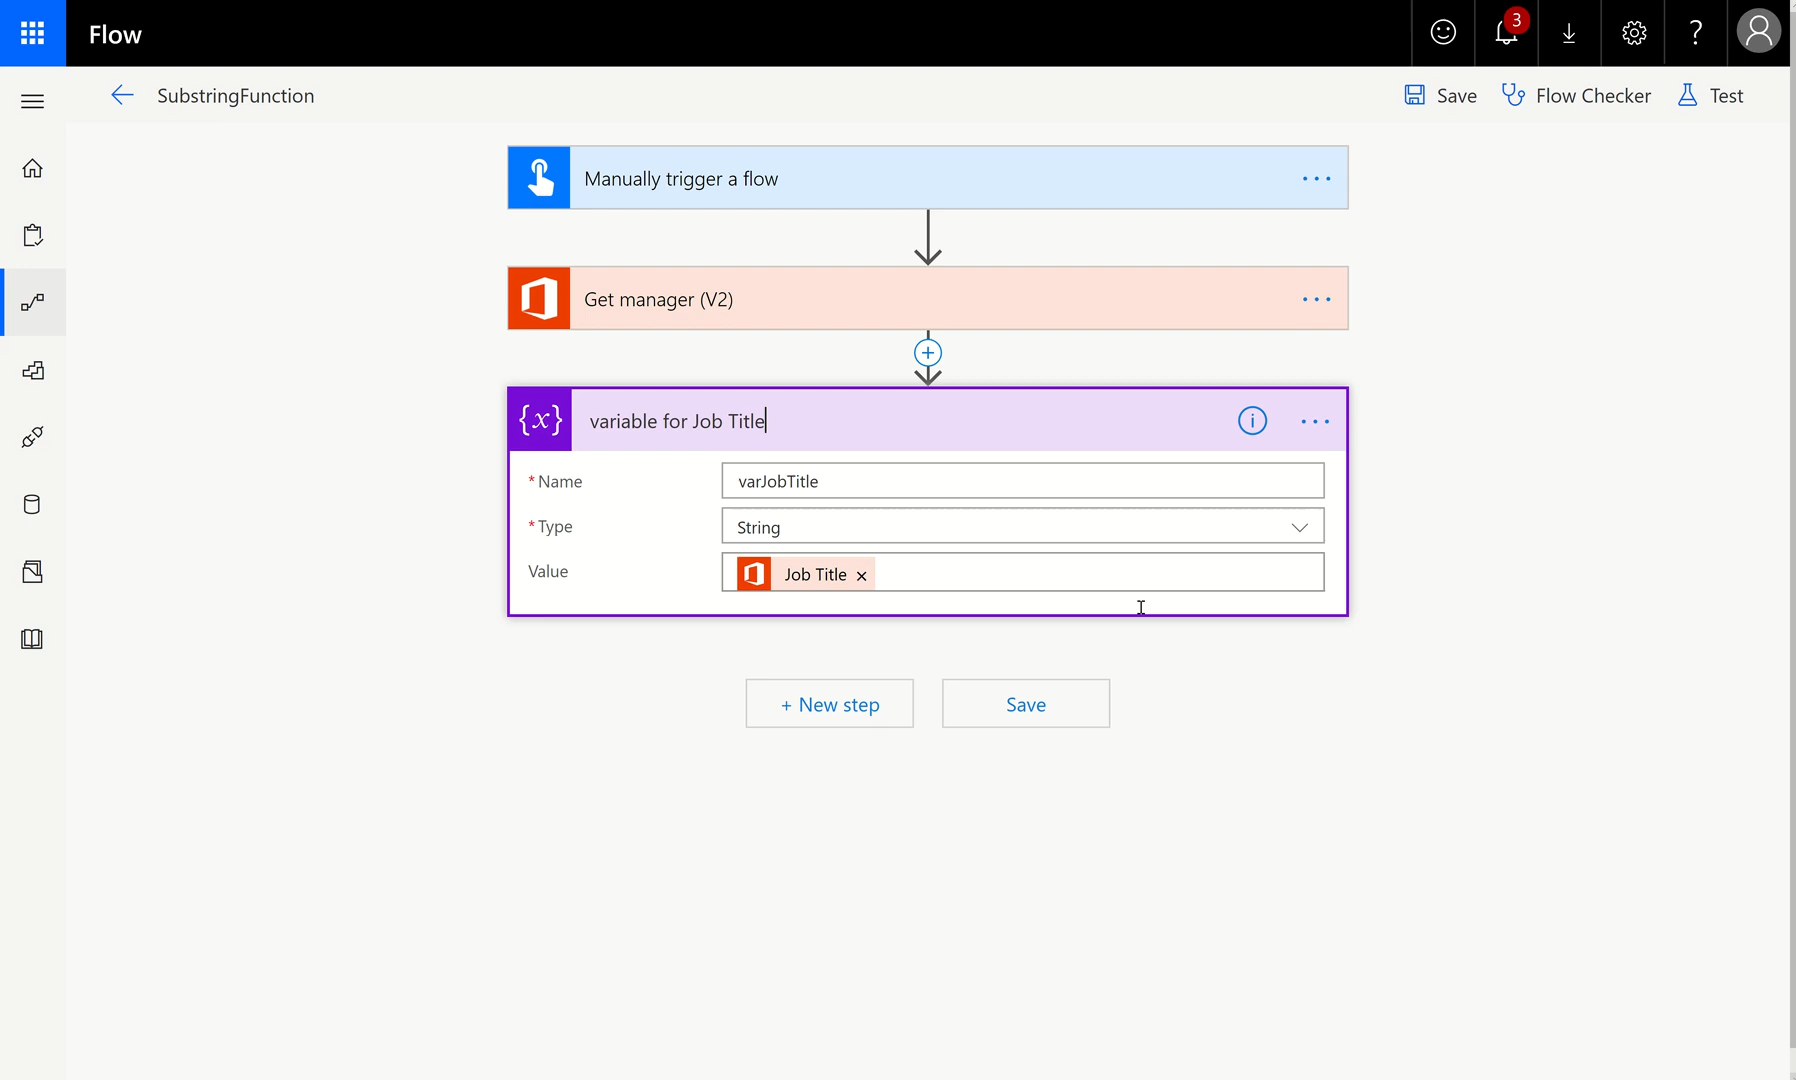 Flow
3
?
SubstringFunction
Save
Flow Checker
Test
Manually trigger a flow
Get manager (V2)
{x}
variable for Job Title
* Name
varJobTitle
* Type
String
Value
Job Title ×
+ New step
Save